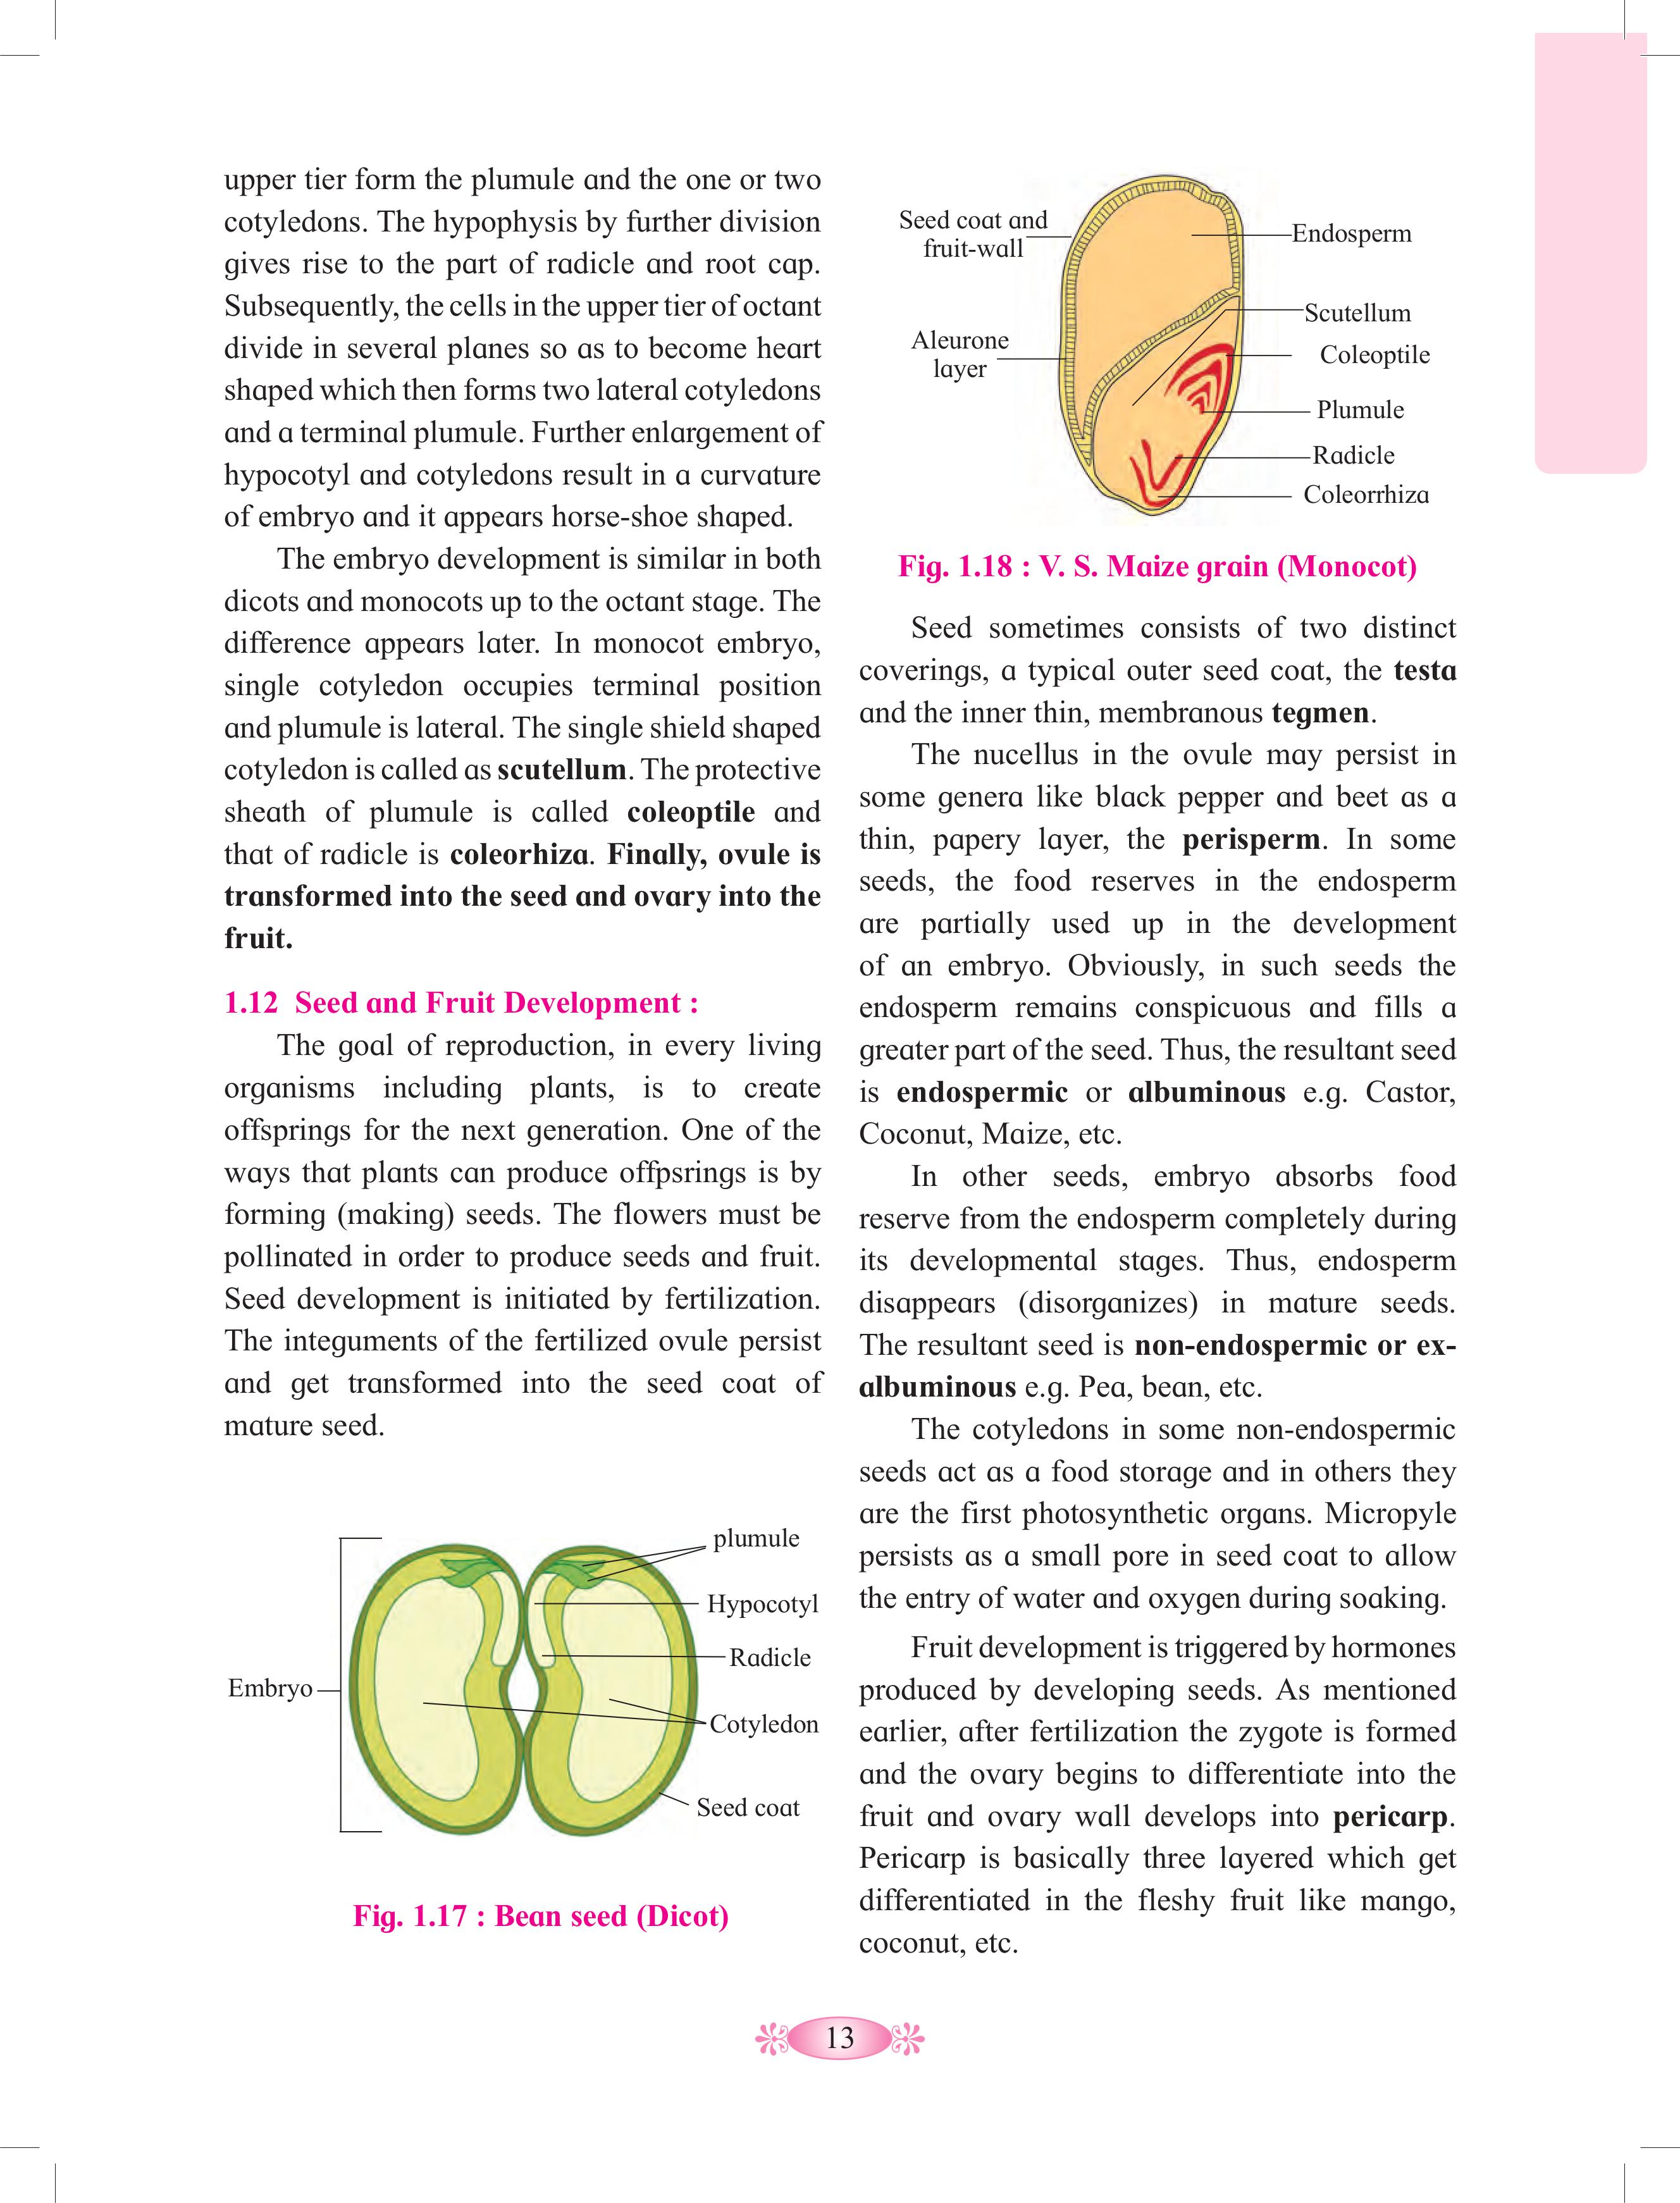 upper tier form the plumule and the one or two
cotyledons. The hypophysis by further division
gives rise to the part of radicle and root cap.
Subsequently, the cells in the upper tier of octant
divide in several planes so as to become heart
shaped which then forms two lateral cotyledons
and a terminal plumule. Further enlargement of
hypocotyl and cotyledons result in a curvature
of embryo and it appears horse-shoe shaped.
The embryo development is similar in both
dicots and monocots up to the octant stage. The
difference appears later. In monocot embryo,
single cotyledon occupies terminal position
and plumule is lateral. The single shield shaped
cotyledon is called as scutellum. The protective
sheath of plumule is called coleoptile and
that of radicle is coleorhiza. Finally, ovule is
transformed into the seed and ovary into the
fruit.
1.12 Seed and Fruit Development :
The goal of reproduction, in every living
organisms including plants, is to create
offsprings for the next generation. One of the
ways that plants can produce offpsrings is by
forming (making) seeds. The flowers must be
pollinated in order to produce seeds and fruit.
Seed development is initiated by fertilization.
The integuments of the fertilized ovule persist
and get transformed into the seed coat of
mature seed.
plumule
Hypocotyl
Radicle
Embryo
Cotyledon
Seed coat
Fig. 1.17 : Bean seed (Dicot)
Seed coat and
fruit-wall
Endosperm
Scutellum
Aleurone
layer
Coleoptile
Plumule
Radicle
Coleorrhiza
Fig. 1.18 : V. S. Maize grain (Monocot)
Seed sometimes consists of two distinct
coverings, a typical outer seed coat, the testa
and the inner thin, membranous tegmen.
The nucellus in the ovule may persist in
some genera like black pepper and beet as a
thin, papery layer, the perisperm. In some
seeds, the food reserves in the endosperm
are partially used up in the development
of an embryo. Obviously, in such seeds the
endosperm remains conspicuous and fills a
greater part of the seed. Thus, the resultant seed
is endospermic or albuminous e.g. Castor,
Coconut, Maize, etc.
In other seeds, embryo absorbs food
reserve from the endosperm completely during
its developmental stages. Thus, endosperm
disappears (disorganizes) in mature seeds.
The resultant seed is non-endospermic or ex-
albuminous e.g. Pea, bean, etc.
The cotyledons in some non-endospermic
seeds act as a food storage and in others they
are the first photosynthetic organs. Micropyle
persists as a small pore in seed coat to allow
the entry of water and oxygen during soaking.
Fruit development is triggered by hormones
produced by developing seeds. As mentioned
earlier, after fertilization the zygote is formed
and the ovary begins to differentiate into the
fruit and ovary wall develops into pericarp.
Pericarp is basically three layered which get
differentiated in the fleshy fruit like mango,
coconut, etc.
13